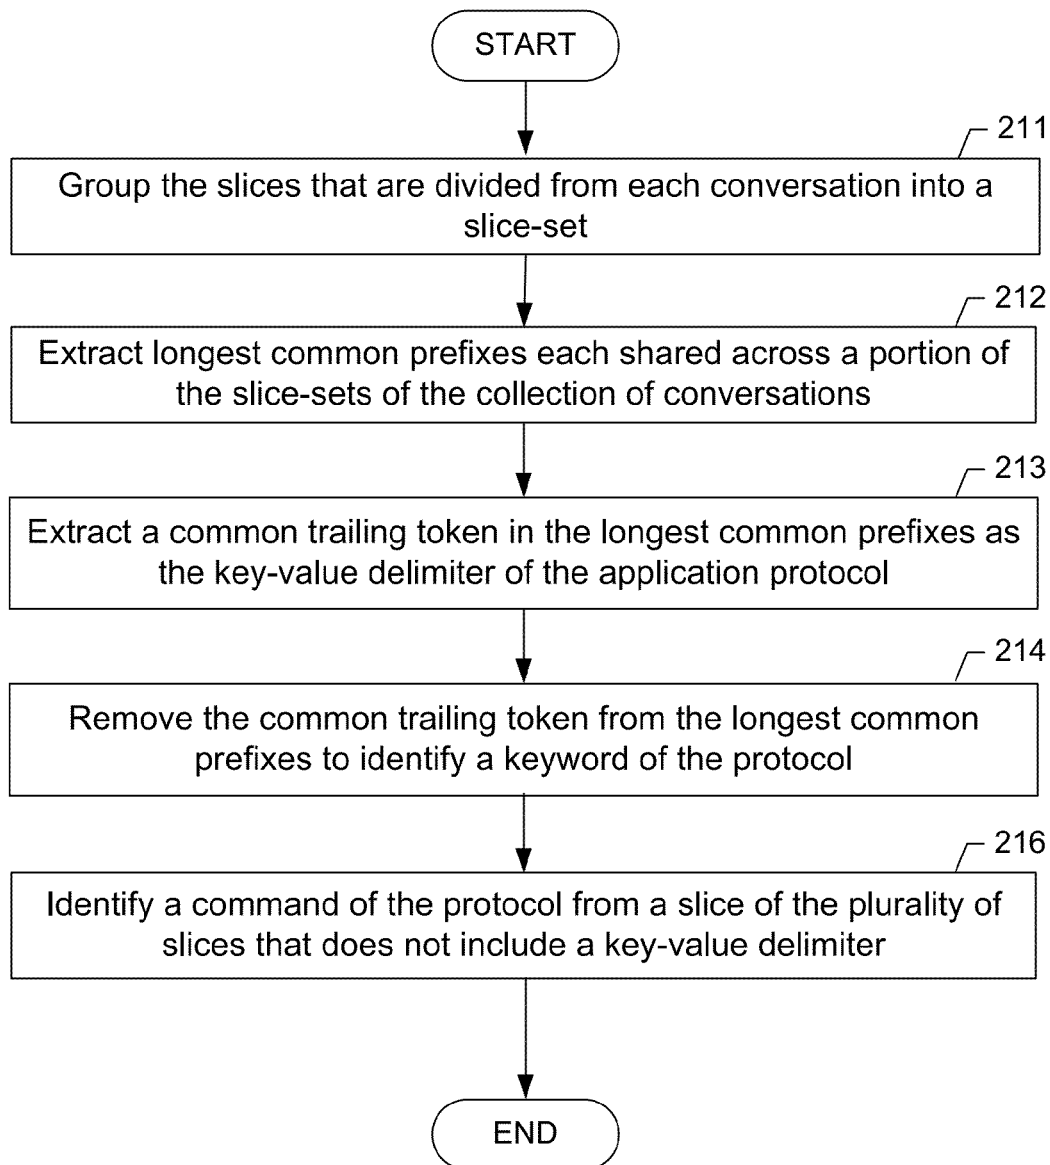 START
211
Group the slices that are divided from each conversation into a
slice-set
212
Extract longest common prefixes each shared across a portion of
the slice-sets of the collection of conversations
213
Extract a common trailing token in the longest common prefixes as
the key-value delimiter of the application protocol
214
Remove the common trailing token from the longest common
prefixes to identify a keyword of the protocol
216
Identify a command of the protocol from a slice of the plurality of
slices that does not include a key-value delimiter
END